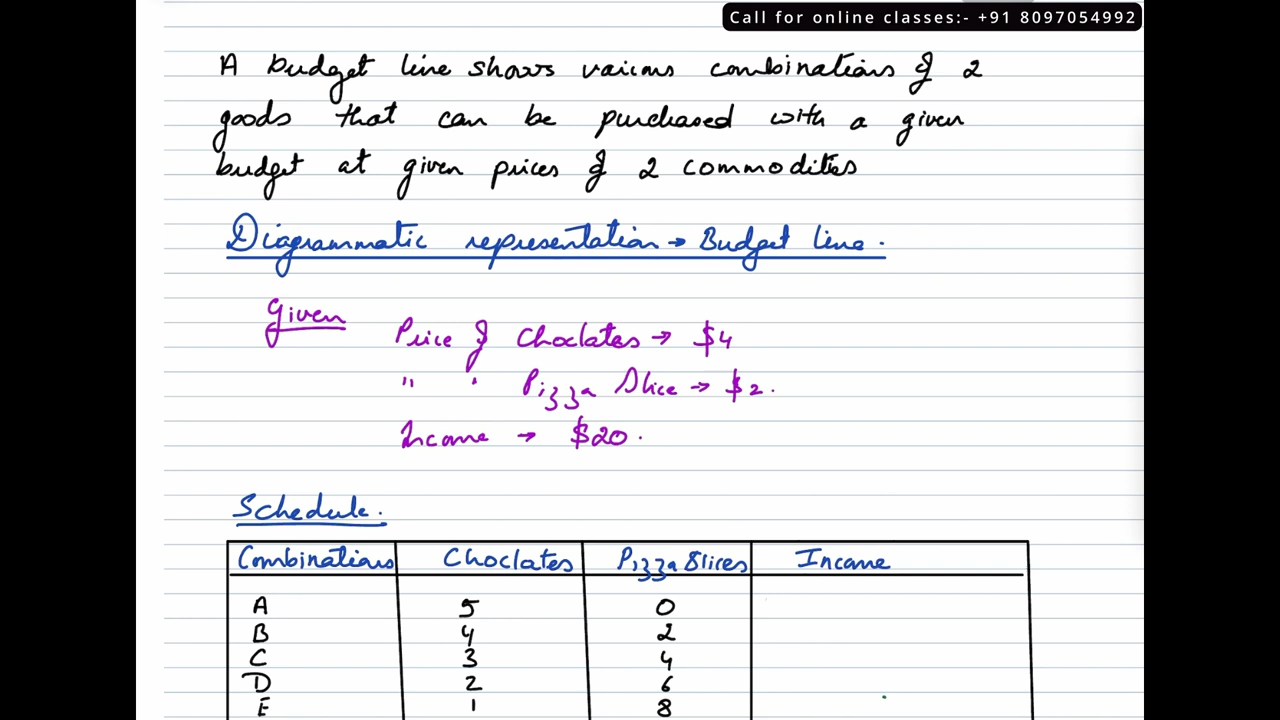 Call for online classes:- +91 8097054992
A budget line shows vaicous combinations of 2
goods that can be purchased with a given
budget at given prices of 2 commodities
Diagrammatic representation → Budget line.
Given
Price of Choclates → $4
" " Pizza Slice → $2.
Income → $20.
Schedule.
Combinations Choclates Pizza Slices Income
A 5 0
B 4 2
C 3 4
D 2 6
E 1 8